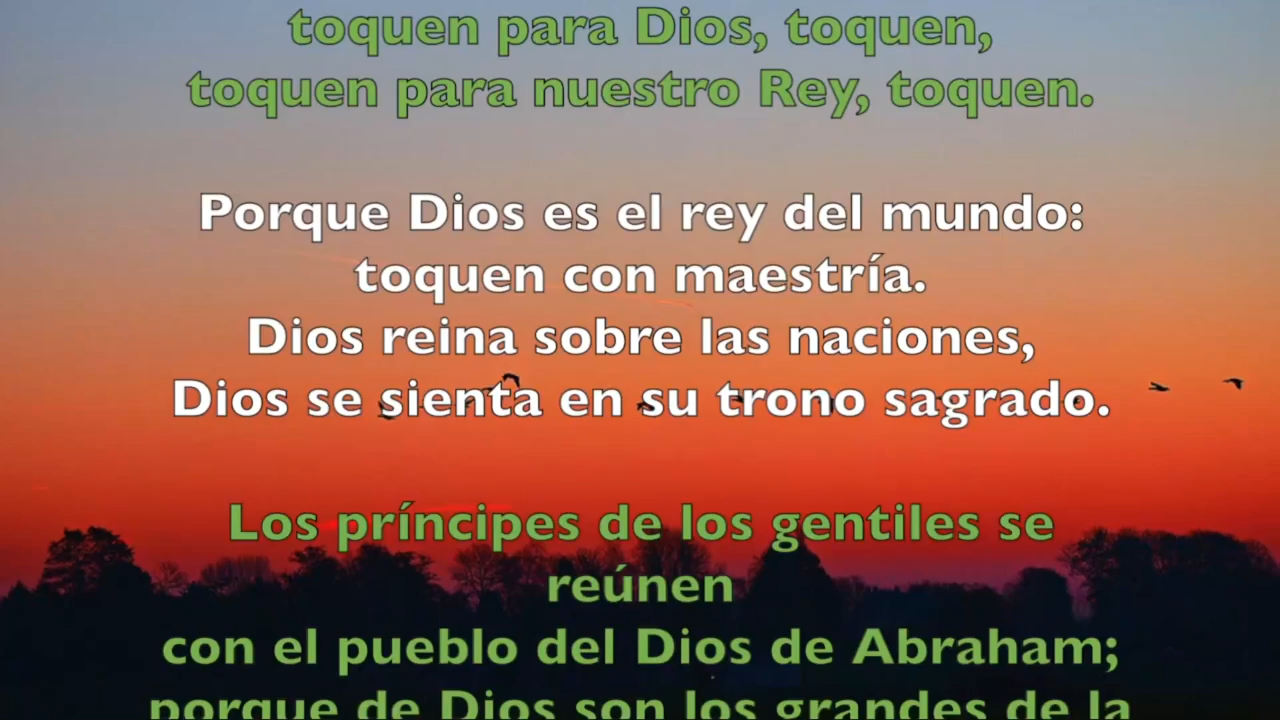 toquen para Dios, toquen,
toquen para nuestro Rey, toquen.
Porque Dios es el rey del mundo:
toquen con maestría.
Dios reina sobre las naciones,
Dios se sienta en su trono sagrado.
Los príncipes de los gentiles se
reúnen
con el pueblo del Dios de Abraham;
porque de Dios son los grandes de la